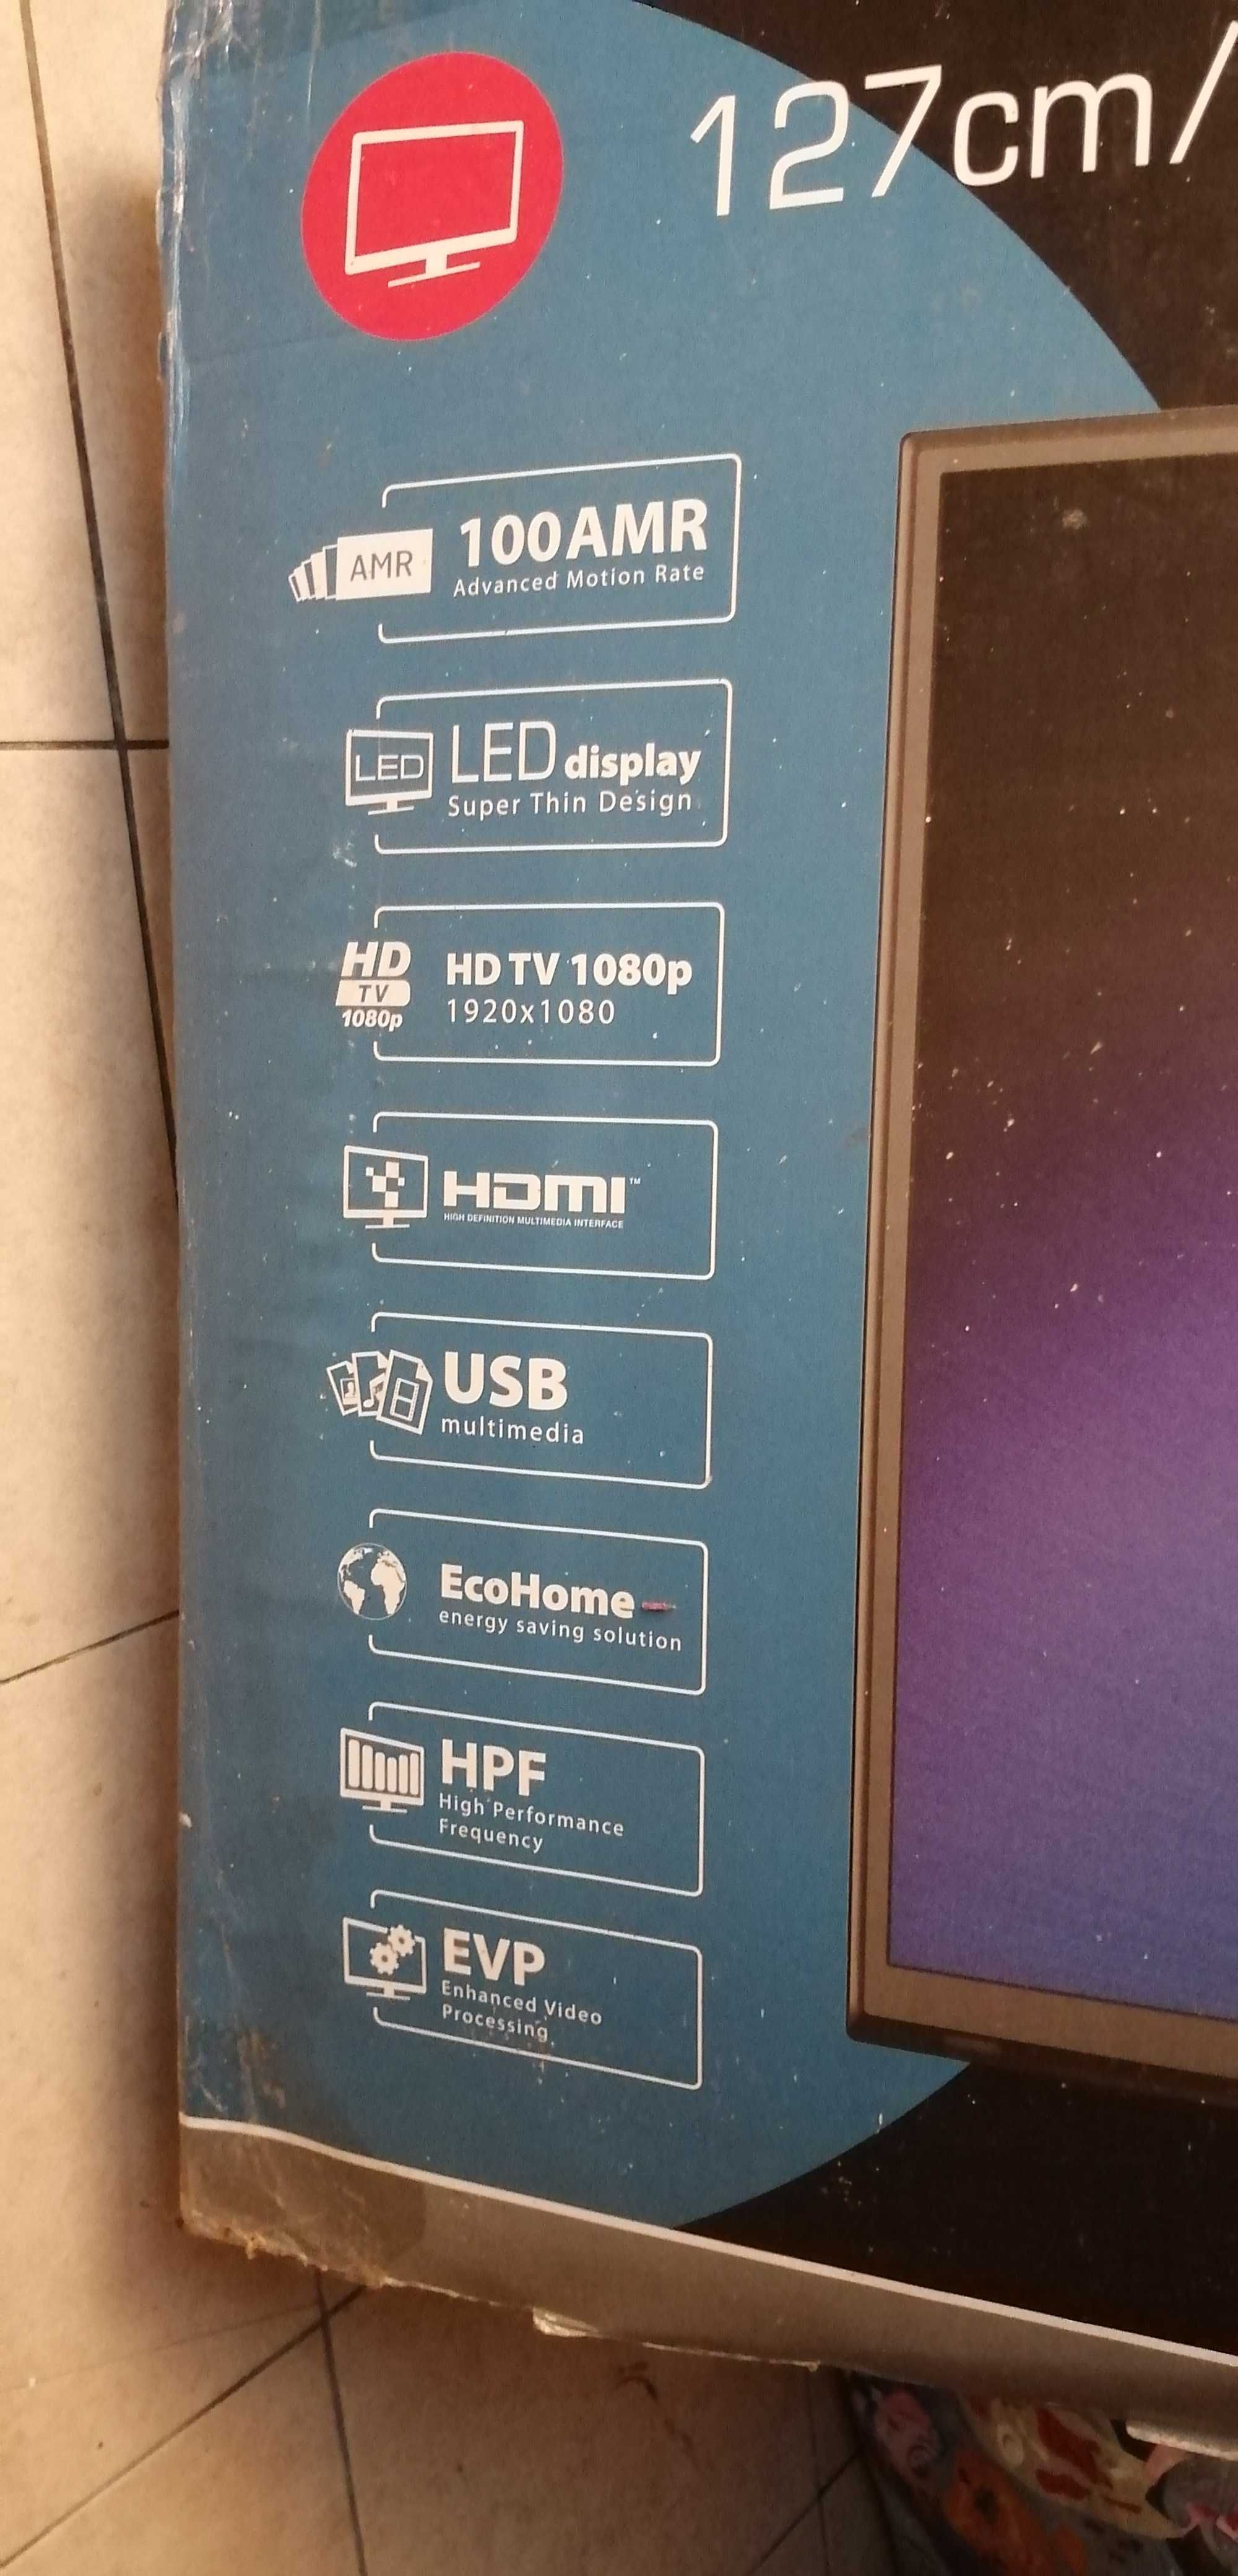 127cm/
AMR
100AMR
Advanced Motion Rate
LED
LED display
Super Thin Design
HD
TV
1080p
HD TV 1080p
1920x1080
HDMI™
HIGH DEFINITION MULTIMEDIA INTERFACE
USB
multimedia
EcoHome
energy saving solution
HPF
High Performance
Frequency
EVP
Enhanced Video
Processing